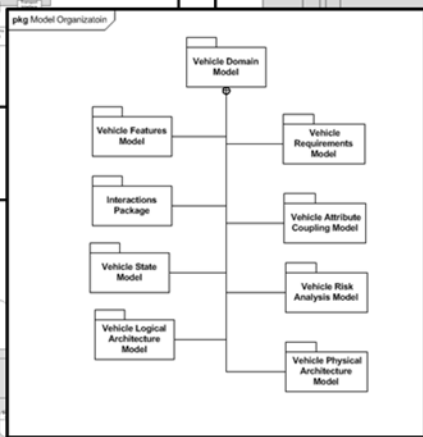 pkg Model Organizatoin
Vehicle Domain
Model
Vehicle Features
Model
Vehicle
Requirements
Model
Interactions
Package
Vehicle Attribute
Coupling Model
Vehicle State
Model
Vehicle Risk
Analysis Model
Vehicle Logical
Architecture
Model
Vehicle Physical
Architecture
Model